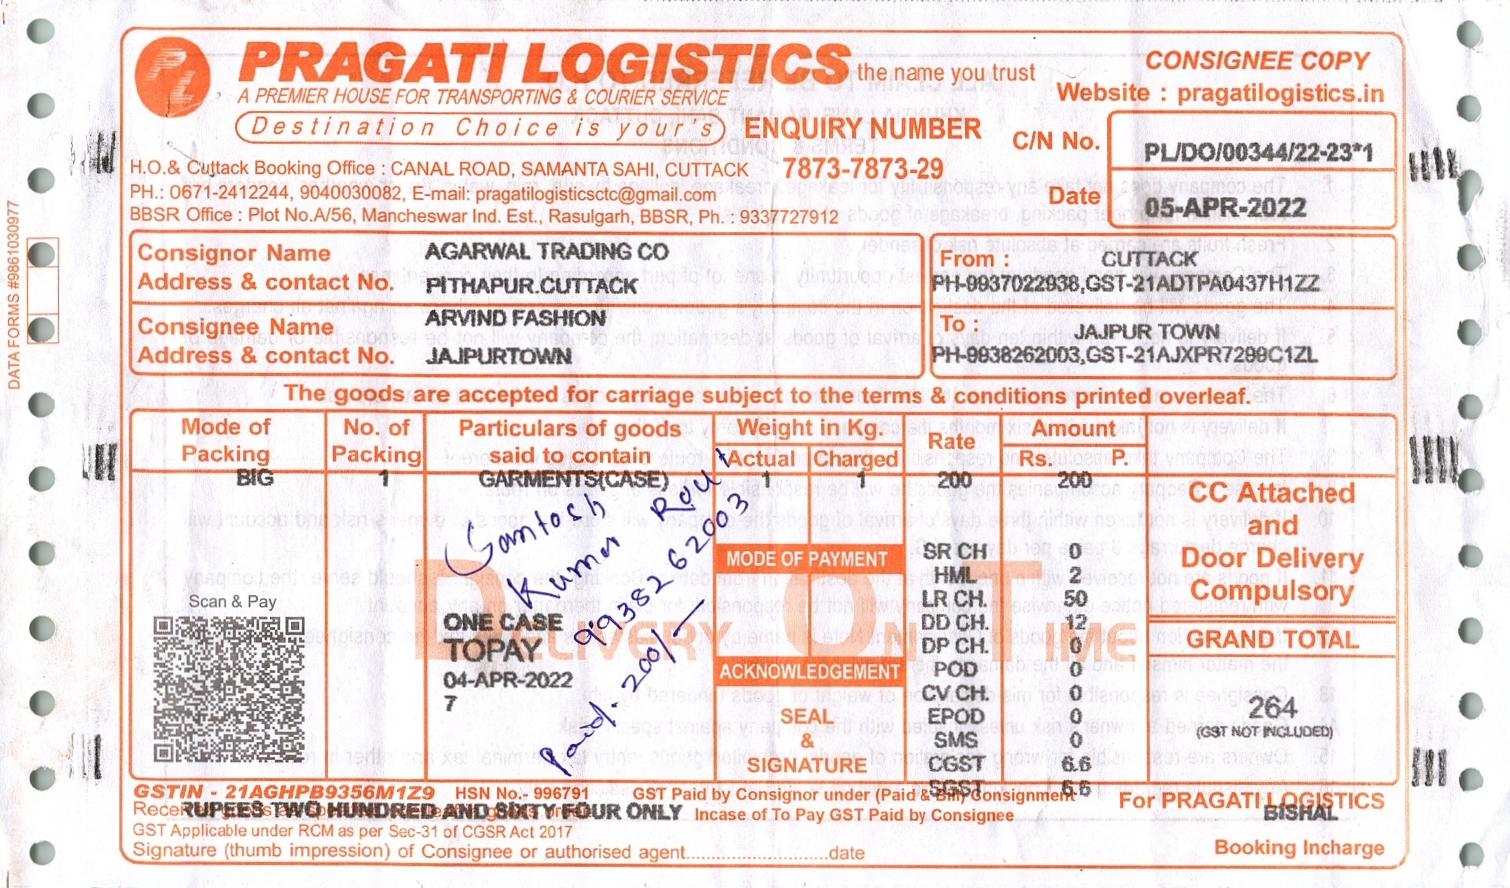 PL
PRAGATI LOGISTICS the name you trust
A PREMIER HOUSE FOR TRANSPORTING & COURIER SERVICE
Destination Choice is your's
CONSIGNEE COPY
Website : pragatilogistics.in
ENQUIRY NUMBER
7873-7873-29
C/N No. PL/DO/00344/22-23*1
Date 05-APR-2022
H.O.& Cuttack Booking Office : CANAL ROAD, SAMANTA SAHI, CUTTACK
PH.: 0671-2412244, 9040030082, E-mail: pragatilogisticsctc@gmail.com
BBSR Office : Plot No.A/56, Mancheswar Ind. Est., Rasulgarh, BBSR, Ph. : 9337727912
DATA FORMS #9861030977
Consignor Name AGARWAL TRADING CO
Address & contact No. PITHAPUR.CUTTACK
From : CUTTACK
PH-9937022938,GST-21ADTPA0437H1ZZ
Consignee Name ARVIND FASHION
Address & contact No. JAJPURTOWN
To : JAJPUR TOWN
PH-9938262003,GST-21AJXPR7299C1ZL
The goods are accepted for carriage subject to the terms & conditions printed overleaf.
Mode of Packing No. of Packing Particulars of goods said to contain Weight in Kg. Actual Charged Rate Amount Rs. P.
BIG 1 GARMENTS(CASE) 1 1 200 200
CC Attached
and
Door Delivery
Compulsory
GRAND TOTAL
264
(GST NOT INCLUDED)
Santosh
Kumar Rout
9938262003
Paid. 200/-
Scan & Pay
DELIVERY ON TIME
ONE CASE
TOPAY
04-APR-2022
7
MODE OF PAYMENT
ACKNOWLEDGEMENT
SEAL
&
SIGNATURE
SR CH 0
HML 2
LR CH. 50
DD CH. 12
DP CH. 0
POD 0
CV CH. 0
EPOD 0
SMS 0
CGST 6.6
SGST 6.6
GSTIN - 21AGHPB9356M1Z9 HSN No.- 996791 GST Paid by Consignor under (Paid & Bill) Consignment
RUPEES TWO HUNDRED AND SIXTY FOUR ONLY Incase of To Pay GST Paid by Consignee
GST Applicable under RCM as per Sec-31 of CGSR Act 2017
Signature (thumb impression) of Consignee or authorised agent..............................date
For PRAGATI LOGISTICS
BISHAL
Booking Incharge